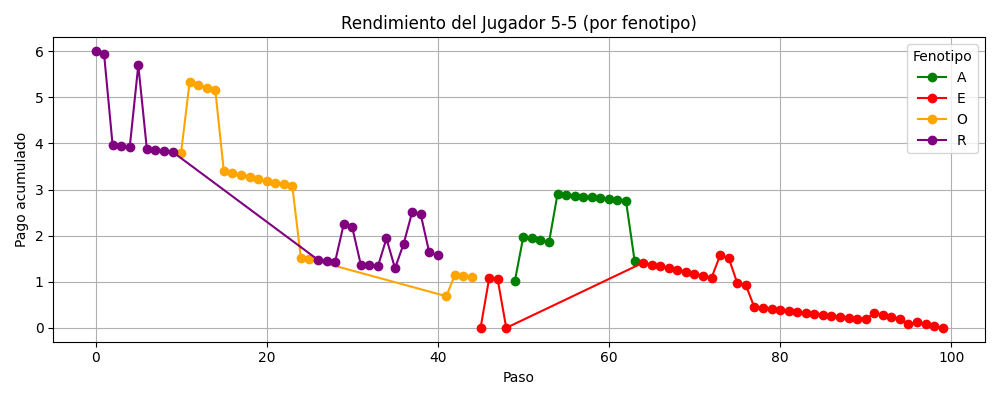 Rendimiento del Jugador 5-5 (por fenotipo)
Pago acumulado
6
5
4
3
2
1
0
0 20 40 60 80 100
Paso
Fenotipo
A
E
O
R